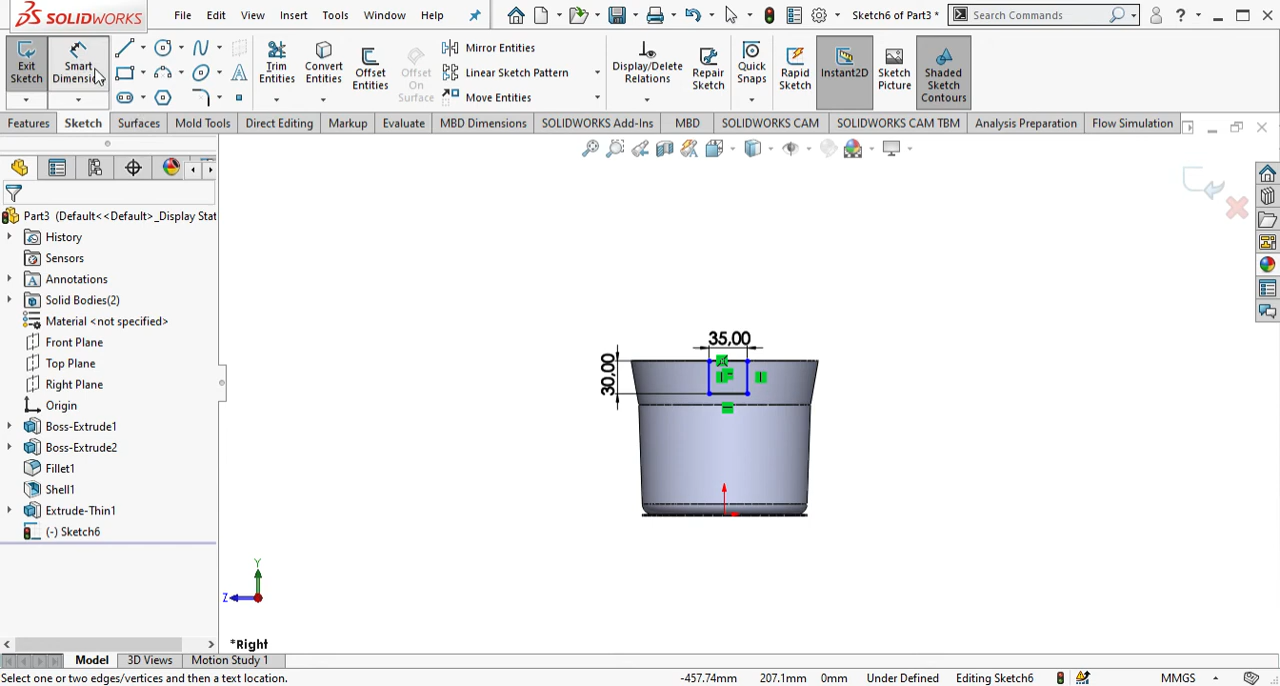 SOLIDWORKS
File Edit View Insert Tools Window Help
Sketch6 of Part3 *
Search Commands
Exit Sketch
Smart Dimension
Trim Entities
Convert Entities
Offset Entities
Offset On Surface
Mirror Entities
Linear Sketch Pattern
Move Entities
Display/Delete Relations
Repair Sketch
Quick Snaps
Rapid Sketch
Instant2D
Sketch Picture
Shaded Sketch Contours
Features Sketch Surfaces Mold Tools Direct Editing Markup Evaluate MBD Dimensions SOLIDWORKS Add-Ins MBD SOLIDWORKS CAM SOLIDWORKS CAM TBM Analysis Preparation Flow Simulation
Part3 (Default<<Default>_Display Stat
History
Sensors
Annotations
Solid Bodies(2)
Material <not specified>
Front Plane
Top Plane
Right Plane
Origin
Boss-Extrude1
Boss-Extrude2
Fillet1
Shell1
Extrude-Thin1
(-) Sketch6
35,00
30,00
Y
Z
*Right
Model 3D Views Motion Study 1
Select one or two edges/vertices and then a text location. -457.74mm 207.1mm 0mm Under Defined Editing Sketch6 MMGS